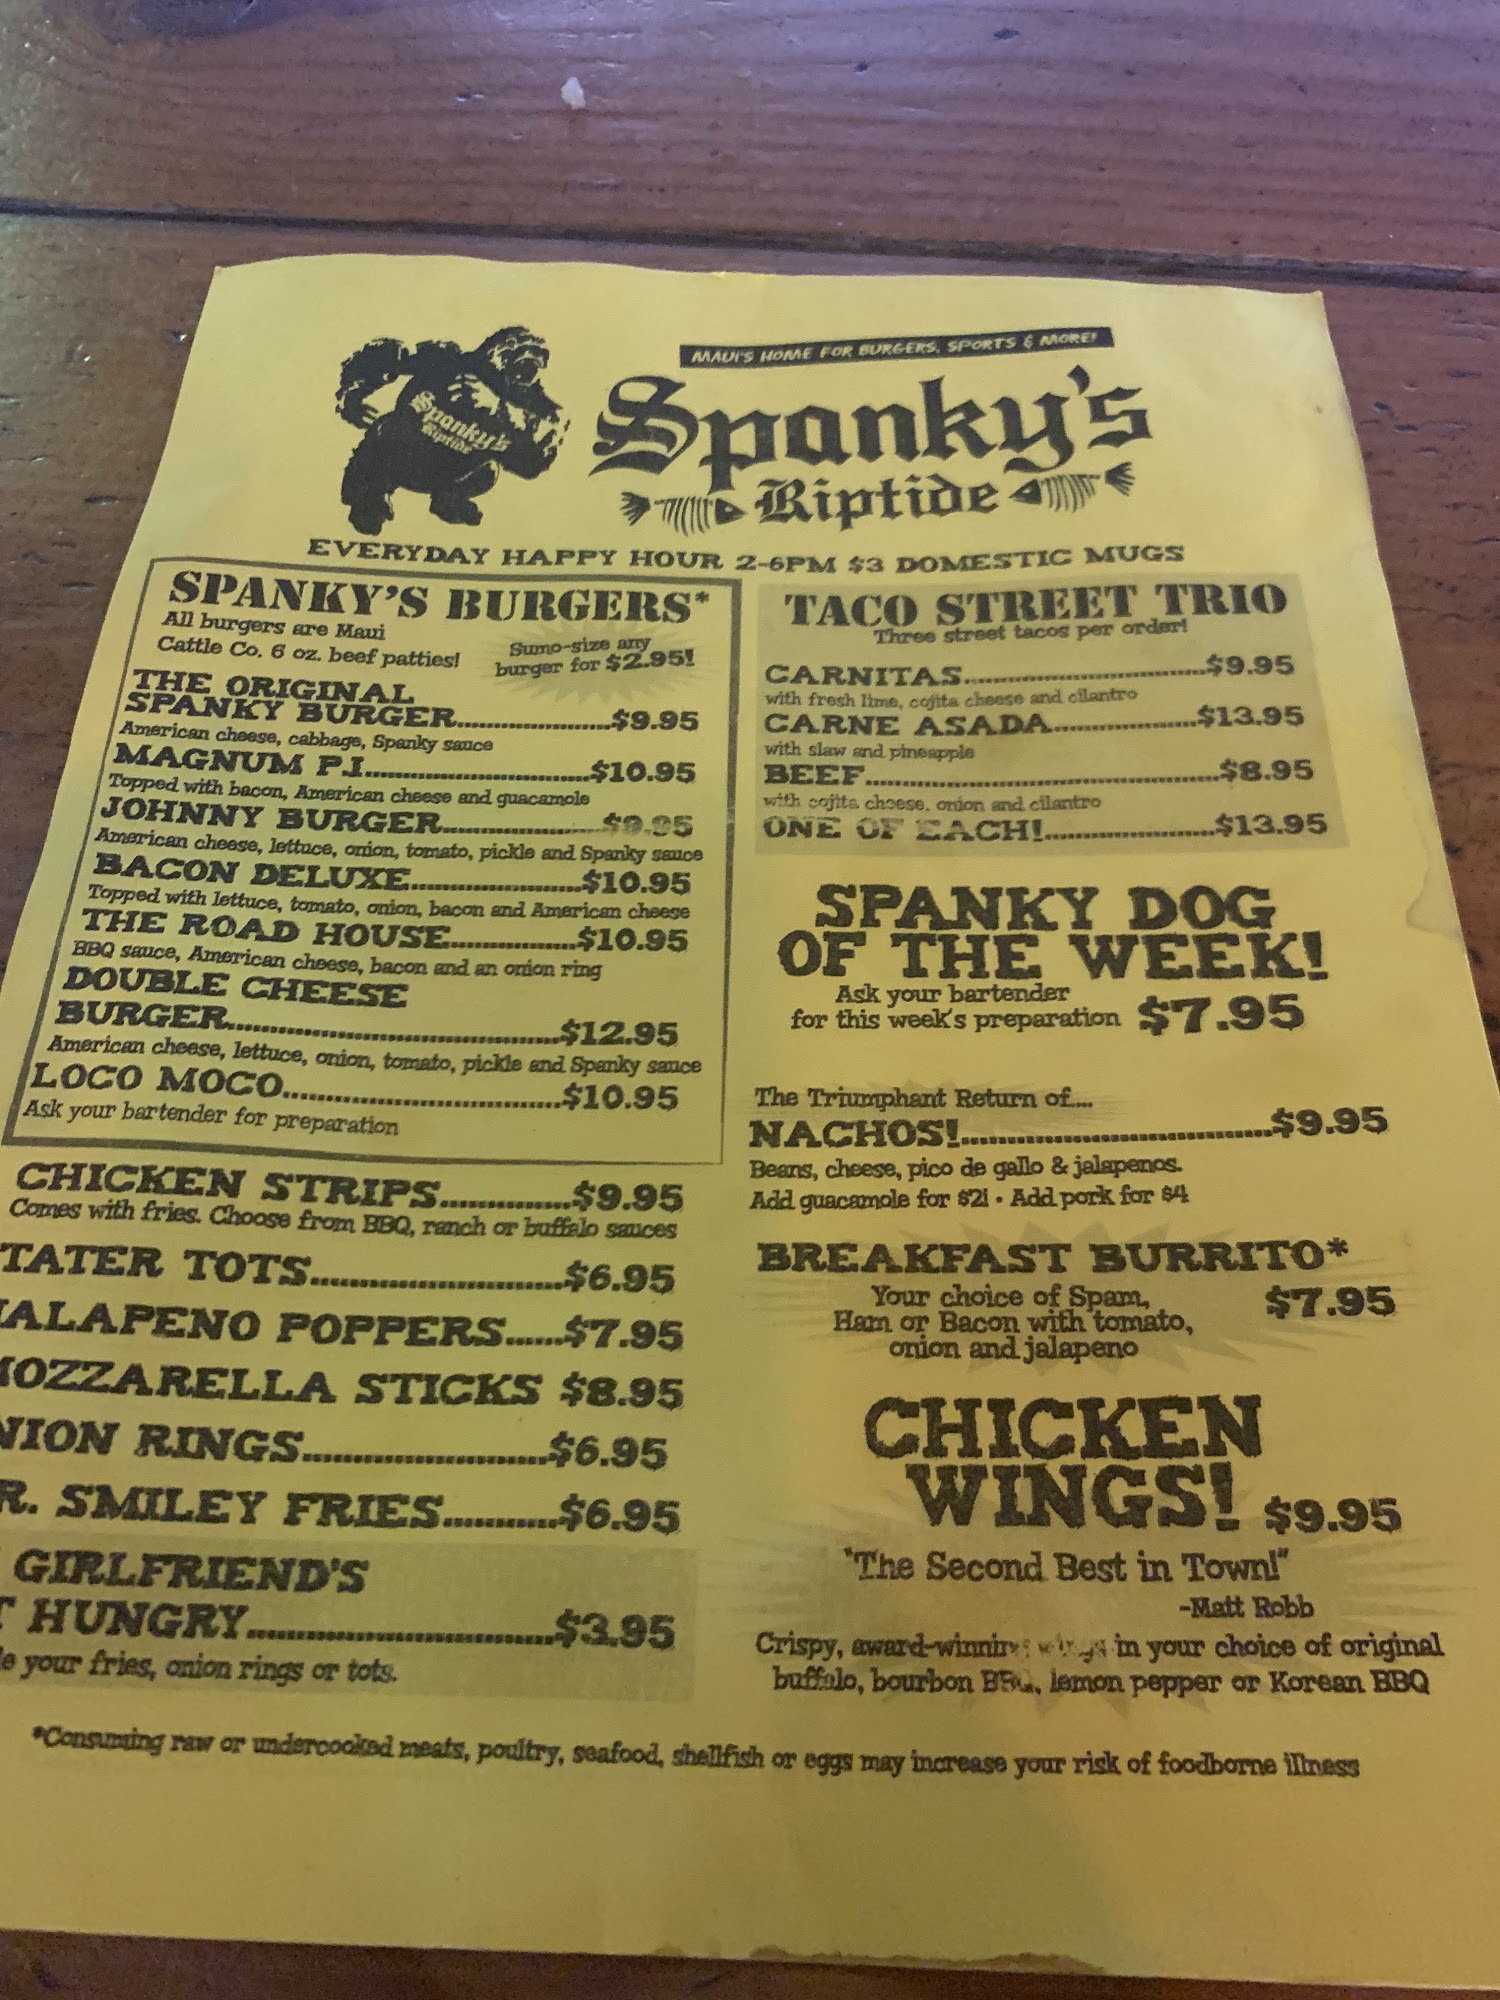 MAUI'S HOME FOR BURGERS, SPORTS & MORE!
Spanky's
Riptide
Spanky's
Riptide
EVERYDAY HAPPY HOUR 2-6PM $3 DOMESTIC MUGS
SPANKY'S BURGERS*
All burgers are Maui
Cattle Co. 6 oz. beef patties!
Sumo-size any
burger for $2.95!
THE ORIGINAL
SPANKY BURGER..............................$9.95
American cheese, cabbage, Spanky sauce
MAGNUM P.I..............................$10.95
Topped with bacon, American cheese and guacamole
JOHNNY BURGER..............................$9.95
American cheese, lettuce, onion, tomato, pickle and Spanky sauce
BACON DELUXE..............................$10.95
Topped with lettuce, tomato, onion, bacon and American cheese
THE ROAD HOUSE......................$10.95
BBQ sauce, American cheese, bacon and an onion ring
DOUBLE CHEESE
BURGER..............................$12.95
American cheese, lettuce, onion, tomato, pickle and Spanky sauce
LOCO MOCO..............................$10.95
Ask your bartender for preparation
CHICKEN STRIPS..............$9.95
Comes with fries. Choose from BBQ, ranch or buffalo sauces
TATER TOTS..........................$6.95
ALAPENO POPPERS......$7.95
OZZARELLA STICKS $8.95
NION RINGS..........................$6.95
R. SMILEY FRIES............$6.95
GIRLFRIEND'S
T HUNGRY..............................$3.95
e your fries, onion rings or tots.
TACO STREET TRIO
Three street tacos per order!
CARNITAS..............................$9.95
with fresh lime, cojita cheese and cilantro
CARNE ASADA....................$13.95
with slaw and pineapple
BEEF........................................$8.95
with cojita cheese, onion and cilantro
ONE OF EACH!....................$13.95
SPANKY DOG
OF THE WEEK!
Ask your bartender
for this week's preparation $7.95
The Triumphant Return of....
NACHOS!..............................$9.95
Beans, cheese, pico de gallo & jalapenos.
Add guacamole for $2! • Add pork for $4
BREAKFAST BURRITO*
Your choice of Spam,
Ham or Bacon with tomato,
onion and jalapeno
$7.95
CHICKEN
WINGS! $9.95
"The Second Best in Town!"
-Matt Robb
Crispy, award-winning wings in your choice of original
buffalo, bourbon BBQ, lemon pepper or Korean BBQ
*Consuming raw or undercooked meats, poultry, seafood, shellfish or eggs may increase your risk of foodborne illness